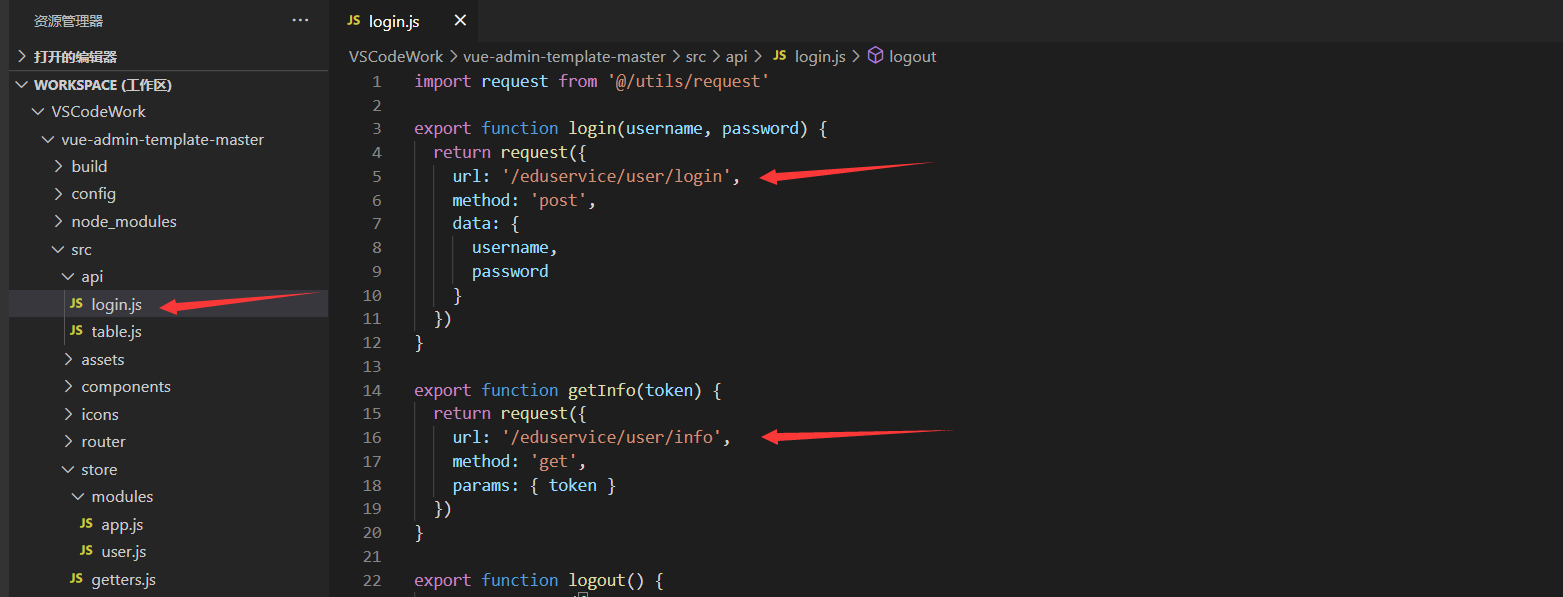 资源管理器
打开的编辑器
WORKSPACE (工作区)
VSCodeWork
vue-admin-template-master
build
config
node_modules
src
api
JS login.js
JS table.js
assets
components
icons
router
store
modules
JS app.js
JS user.js
JS getters.js
JS login.js
VSCodeWork > vue-admin-template-master > src > api > JS login.js > logout
1 import request from '@/utils/request'
2
3 export function login(username, password) {
4 return request({
5 url: '/eduservice/user/login',
6 method: 'post',
7 data: {
8 username,
9 password
10 }
11 })
12 }
13
14 export function getInfo(token) {
15 return request({
16 url: '/eduservice/user/info',
17 method: 'get',
18 params: { token }
19 })
20 }
21
22 export function logout() {